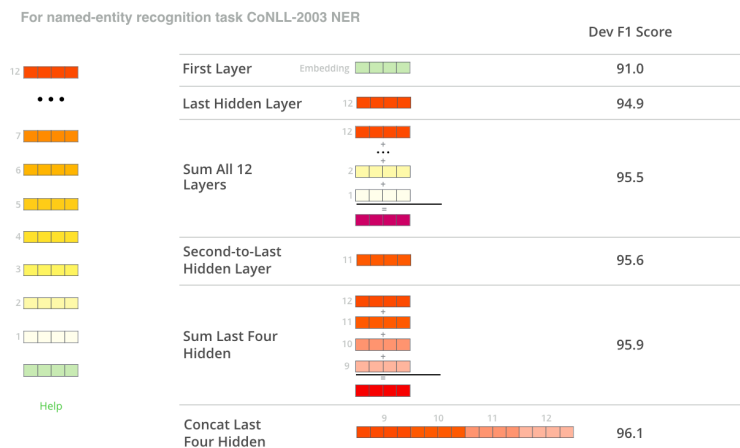 For named-entity recognition task CoNLL-2003 NER
Dev F1 Score
12
• • •
7
6
5
4
3
2
1
Help
First Layer Embedding 91.0
Last Hidden Layer 12 94.9
Sum All 12
Layers
12
+
...
+
2
+
1
=
95.5
Second-to-Last
Hidden Layer
11
95.6
Sum Last Four
Hidden
12
+
11
+
10
+
9
=
95.9
Concat Last
Four Hidden
9 10 11 12
96.1